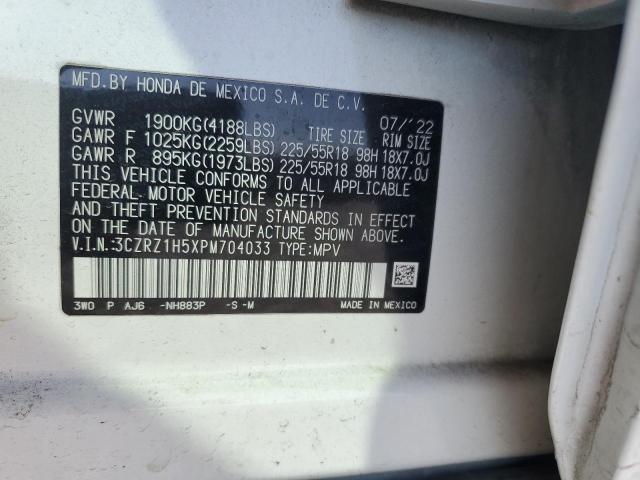 MFD.BY HONDA DE MEXICO S.A. DE C.V.
GVWR 1900KG(4188LBS) 07/'22
TIRE SIZE RIM SIZE
GAWR F 1025KG(2259LBS) 225/55R18 98H 18X7.0J
GAWR R 895KG(1973LBS) 225/55R18 98H 18X7.0J
THIS VEHICLE CONFORMS TO ALL APPLICABLE
FEDERAL MOTOR VEHICLE SAFETY
AND THEFT PREVENTION STANDARDS IN EFFECT
ON THE DATE OF MANUFACTURE SHOWN ABOVE.
V.I.N.:3CZRZ1H5XPM704033 TYPE:MPV
3W0 P AJ6 -NH883P -S -M MADE IN MEXICO